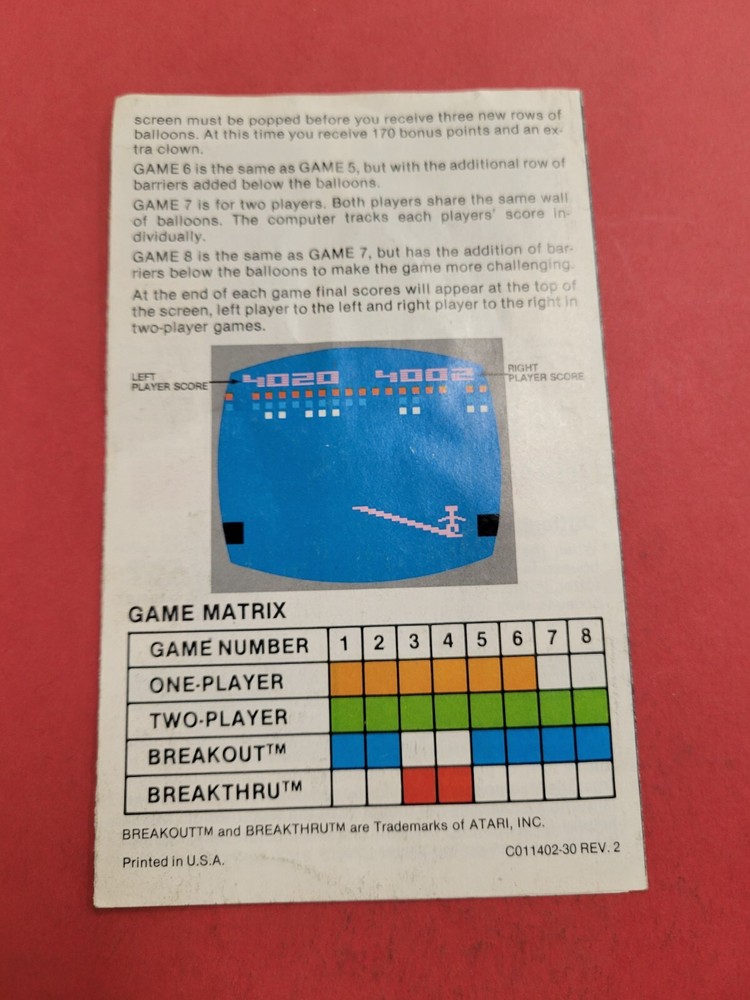 screen must be popped before you receive three new rows of
balloons. At this time you receive 170 bonus points and an ex-
tra clown.
GAME 6 is the same as GAME 5, but with the additional row of
barriers added below the balloons.
GAME 7 is for two players. Both players share the same wall
of balloons. The computer tracks each players' score in-
dividually.
GAME 8 is the same as GAME 7, but has the addition of bar-
riers below the balloons to make the game more challenging.
At the end of each game final scores will appear at the top of
the screen, left player to the left and right player to the right in
two-player games.
LEFT
PLAYER SCORE
4020 4002
RIGHT
PLAYER SCORE
GAME MATRIX
GAME NUMBER 1 2 3 4 5 6 7 8
ONE-PLAYER
TWO-PLAYER
BREAKOUT™
BREAKTHRU™
BREAKOUT™ and BREAKTHRU™ are Trademarks of ATARI, INC.
Printed in U.S.A.
C011402-30 REV. 2